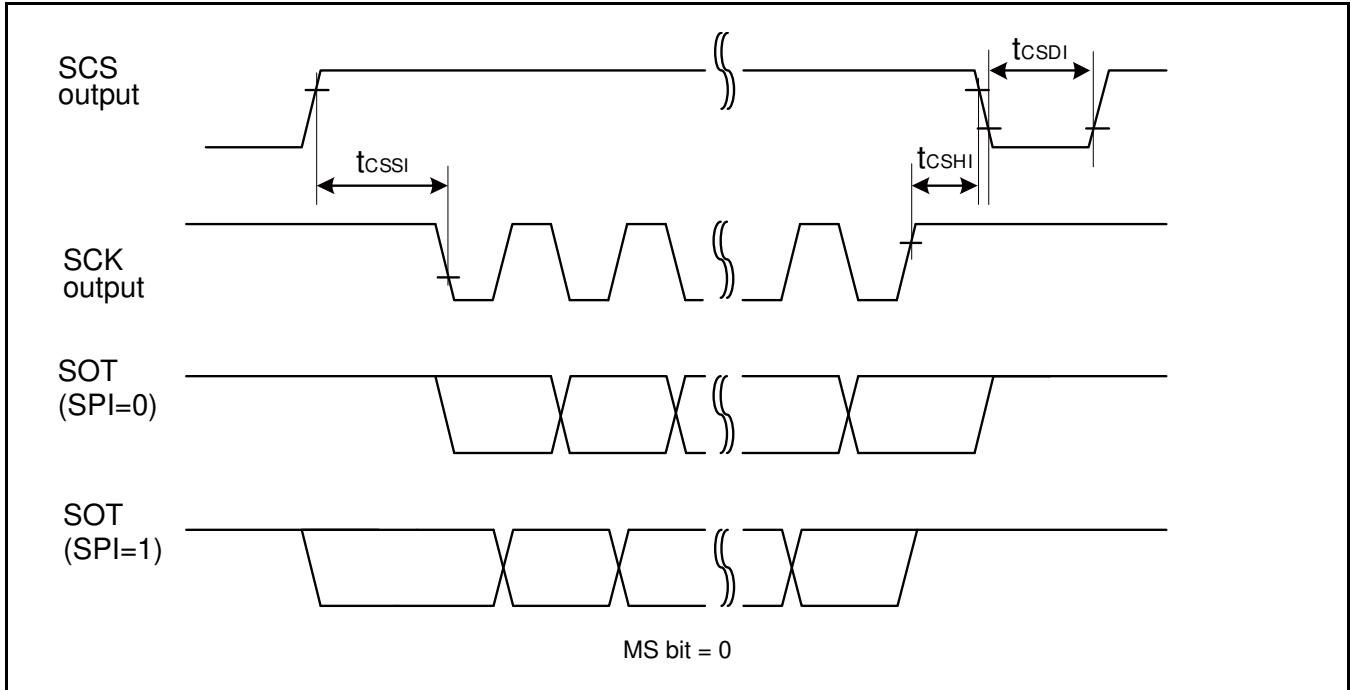 SCS
output
tCSDI
tCSSI
tCSHI
SCK
output
SOT
(SPI=0)
SOT
(SPI=1)
MS bit = 0